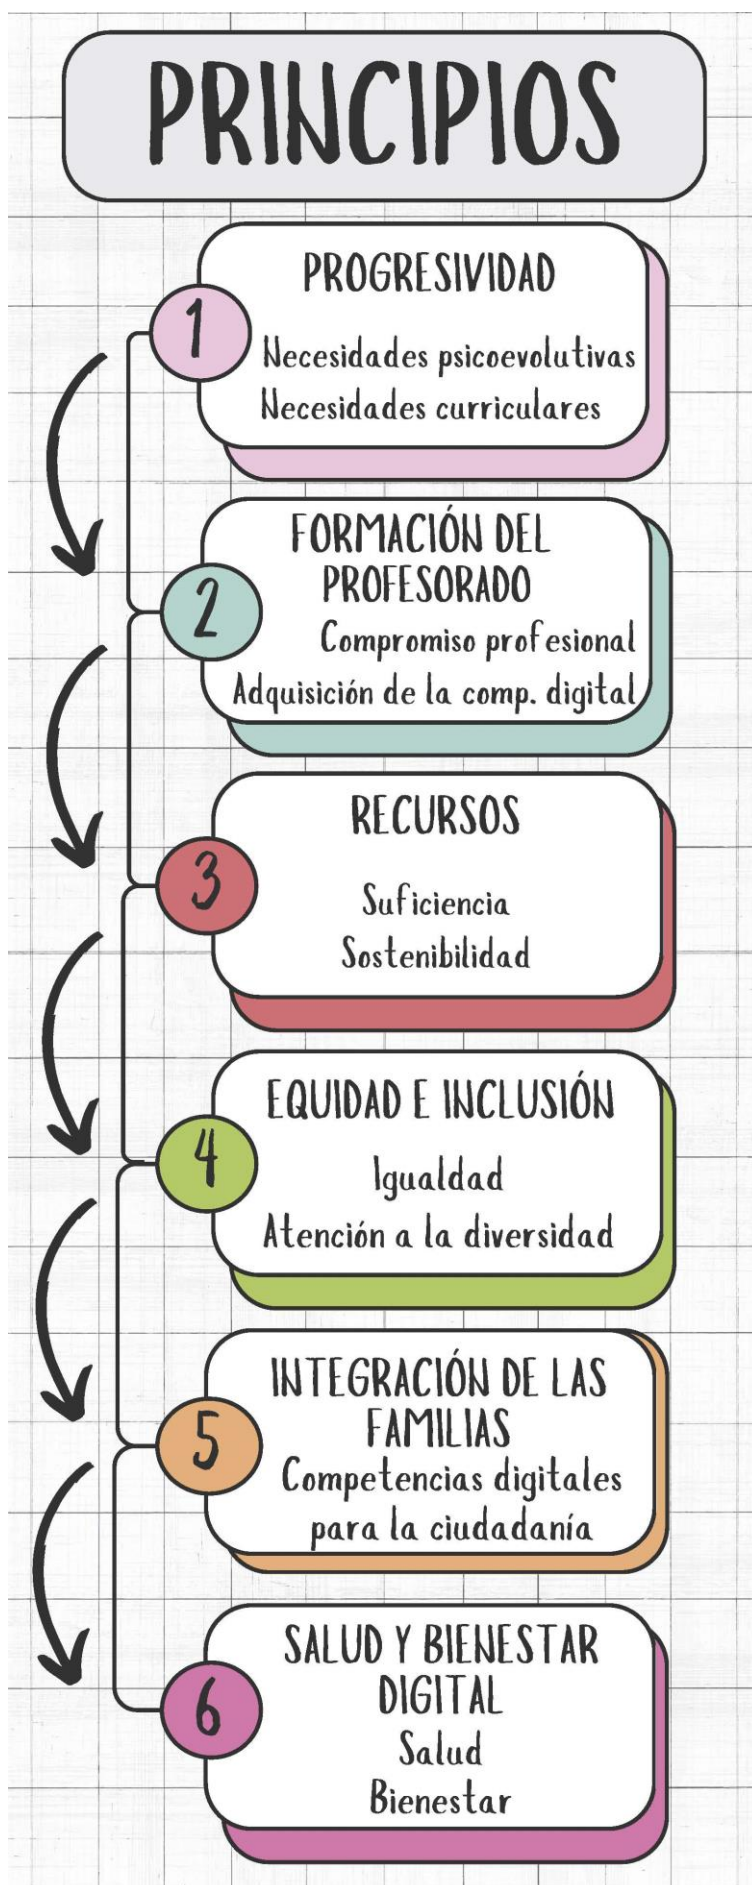 PRINCIPIOS
1
PROGRESIVIDAD
Necesidades psicoevolutivas
Necesidades curriculares
2
FORMACIÓN DEL
PROFESORADO
Compromiso profesional
Adquisición de la comp. digital
3
RECURSOS
Suficiencia
Sostenibilidad
4
EQUIDAD E INCLUSIÓN
Igualdad
Atención a la diversidad
5
INTEGRACIÓN DE LAS
FAMILIAS
Competencias digitales
para la ciudadanía
6
SALUD Y BIENESTAR
DIGITAL
Salud
Bienestar